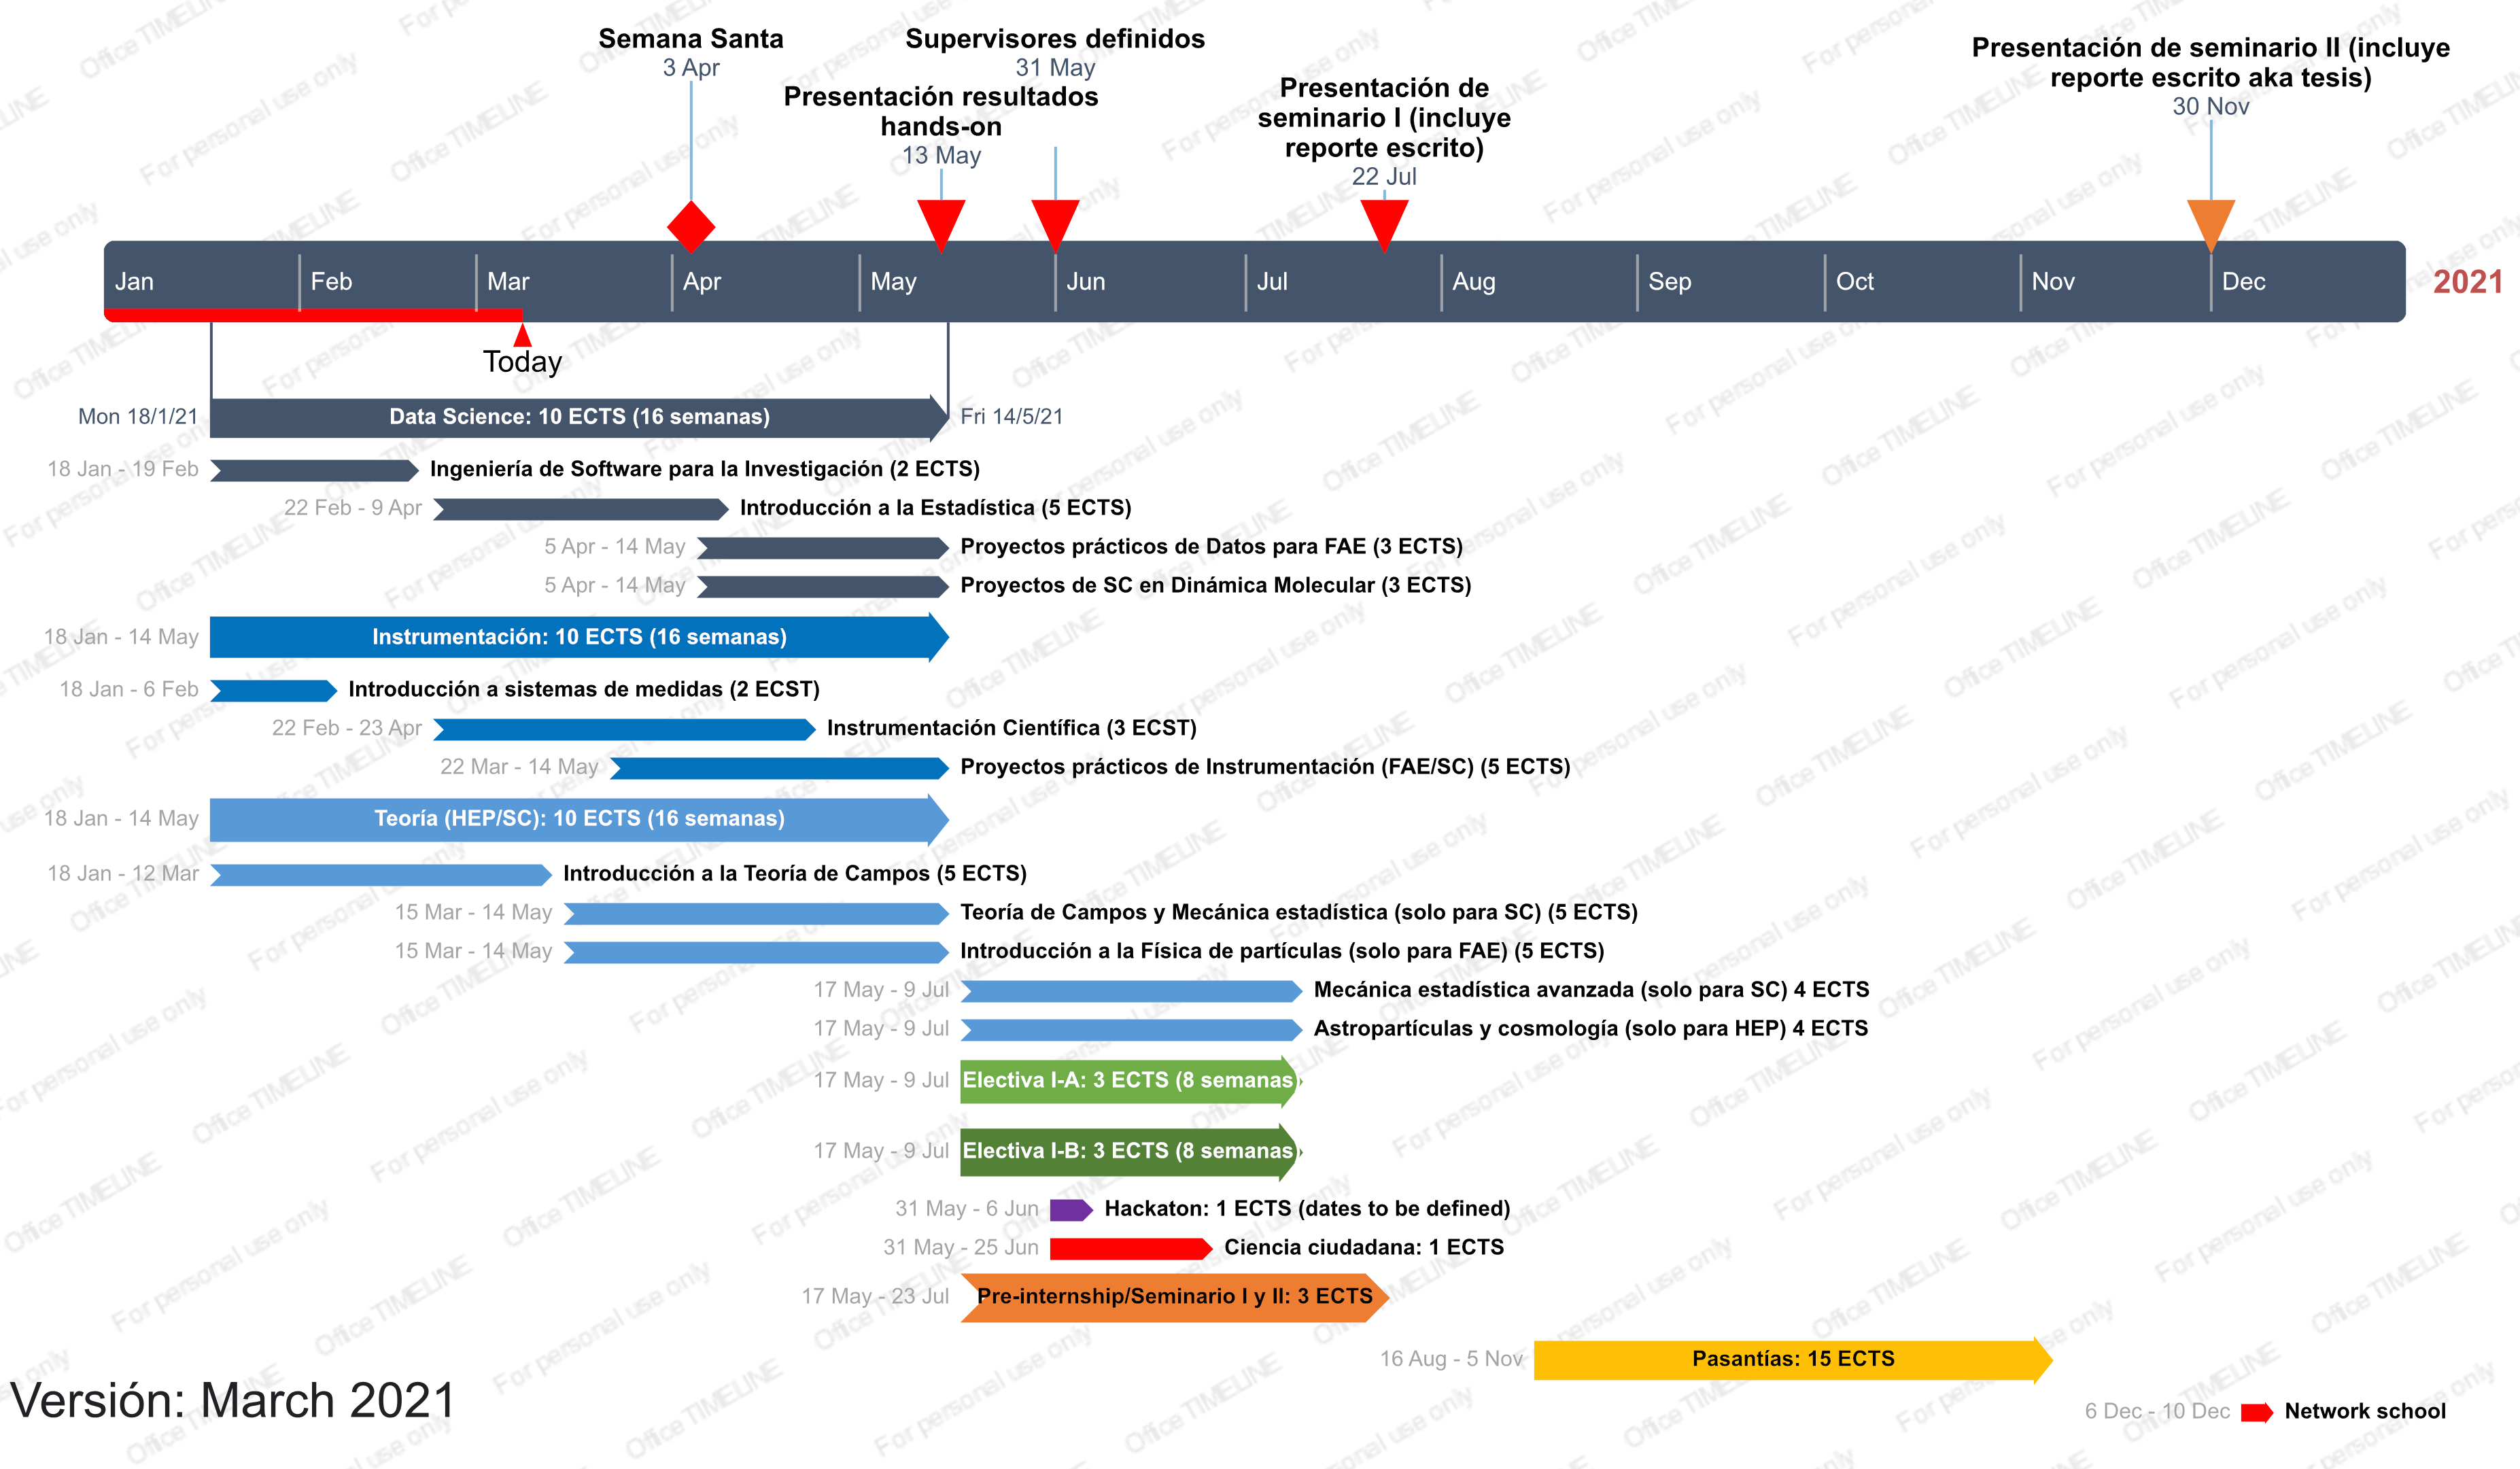 Semana Santa
3 Apr
Supervisores definidos
31 May
Presentación resultados
hands-on
13 May
Presentación de
seminario I (incluye
reporte escrito)
22 Jul
Presentación de seminario II (incluye
reporte escrito aka tesis)
30 Nov
Jan Feb Mar Apr May Jun Jul Aug Sep Oct Nov Dec 2021
Today
Mon 18/1/21 Data Science: 10 ECTS (16 semanas) Fri 14/5/21
18 Jan - 19 Feb Ingeniería de Software para la Investigación (2 ECTS)
22 Feb - 9 Apr Introducción a la Estadística (5 ECTS)
5 Apr - 14 May Proyectos prácticos de Datos para FAE (3 ECTS)
5 Apr - 14 May Proyectos de SC en Dinámica Molecular (3 ECTS)
18 Jan - 14 May Instrumentación: 10 ECTS (16 semanas)
18 Jan - 6 Feb Introducción a sistemas de medidas (2 ECST)
22 Feb - 23 Apr Instrumentación Científica (3 ECST)
22 Mar - 14 May Proyectos prácticos de Instrumentación (FAE/SC) (5 ECTS)
18 Jan - 14 May Teoría (HEP/SC): 10 ECTS (16 semanas)
18 Jan - 12 Mar Introducción a la Teoría de Campos (5 ECTS)
15 Mar - 14 May Teoría de Campos y Mecánica estadística (solo para SC) (5 ECTS)
15 Mar - 14 May Introducción a la Física de partículas (solo para FAE) (5 ECTS)
17 May - 9 Jul Mecánica estadística avanzada (solo para SC) 4 ECTS
17 May - 9 Jul Astropartículas y cosmología (solo para HEP) 4 ECTS
17 May - 9 Jul Electiva I-A: 3 ECTS (8 semanas)
17 May - 9 Jul Electiva I-B: 3 ECTS (8 semanas)
31 May - 6 Jun Hackaton: 1 ECTS (dates to be defined)
31 May - 25 Jun Ciencia ciudadana: 1 ECTS
17 May - 23 Jul Pre-internship/Seminario I y II: 3 ECTS
16 Aug - 5 Nov Pasantías: 15 ECTS
Versión: March 2021
6 Dec - 10 Dec Network school
Office TIMELINE For personal use only